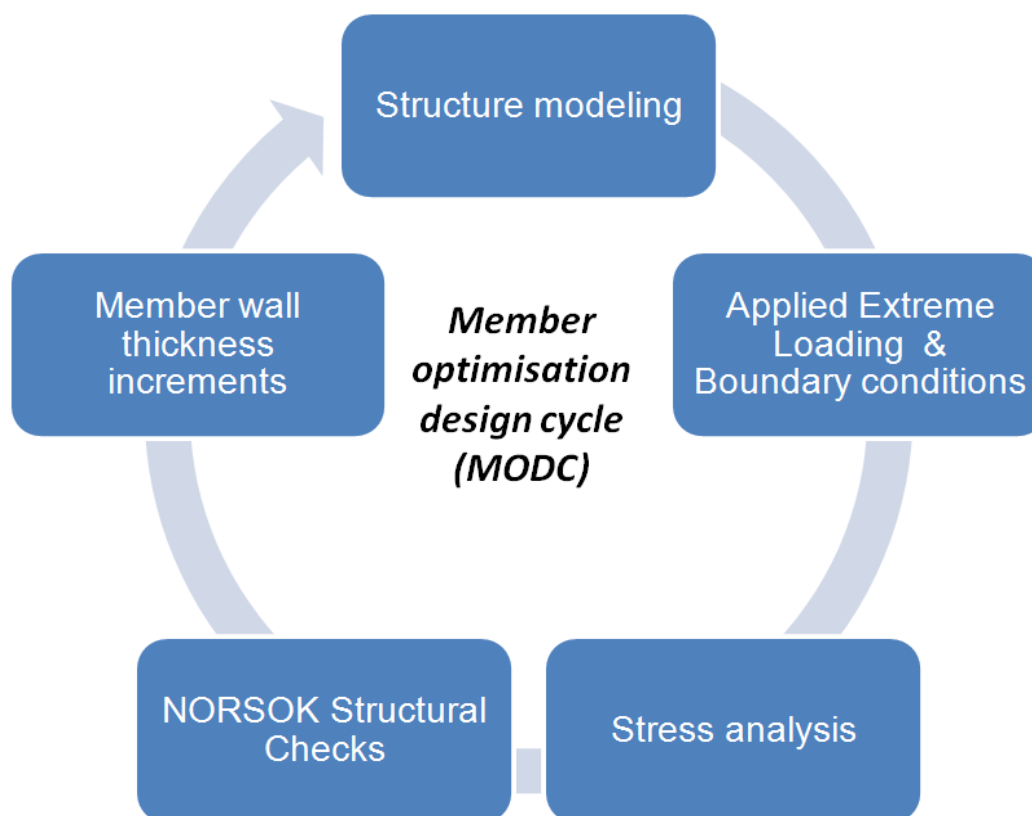 Structure modeling
Applied Extreme
Loading &
Boundary conditions
Stress analysis
NORSOK Structural
Checks
Member wall
thickness
increments
Member
optimisation
design cycle
(MODC)